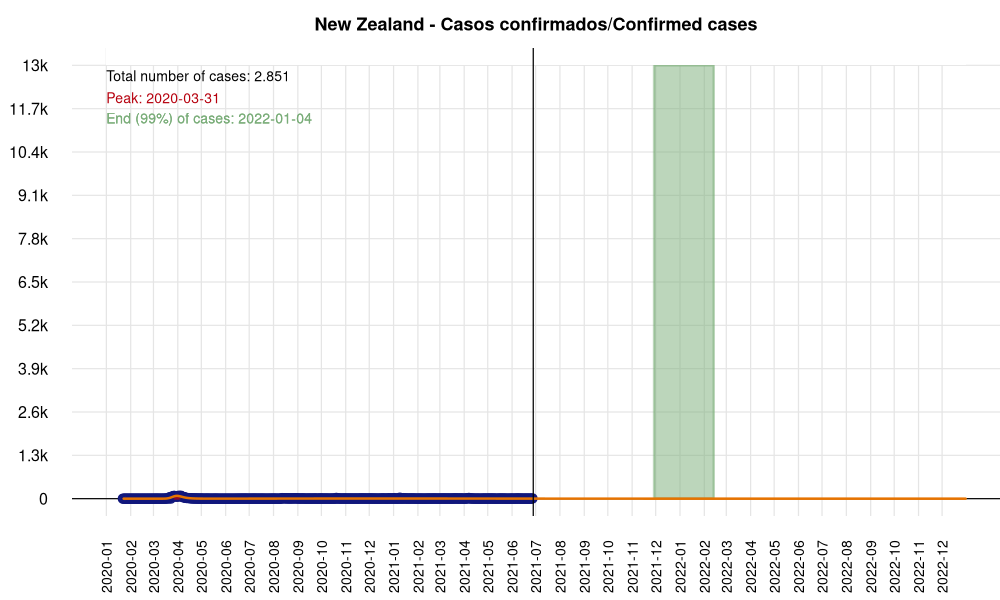 New Zealand - Casos confirmados/Confirmed cases
Total number of cases: 2.851
Peak: 2020-03-31
End (99%) of cases: 2022-01-04
13k
11.7k
10.4k
9.1k
7.8k
6.5k
5.2k
3.9k
2.6k
1.3k
0
2020-01
2020-02
2020-03
2020-04
2020-05
2020-06
2020-07
2020-08
2020-09
2020-10
2020-11
2020-12
2021-01
2021-02
2021-03
2021-04
2021-05
2021-06
2021-07
2021-08
2021-09
2021-10
2021-11
2021-12
2022-01
2022-02
2022-03
2022-04
2022-05
2022-06
2022-07
2022-08
2022-09
2022-10
2022-11
2022-12